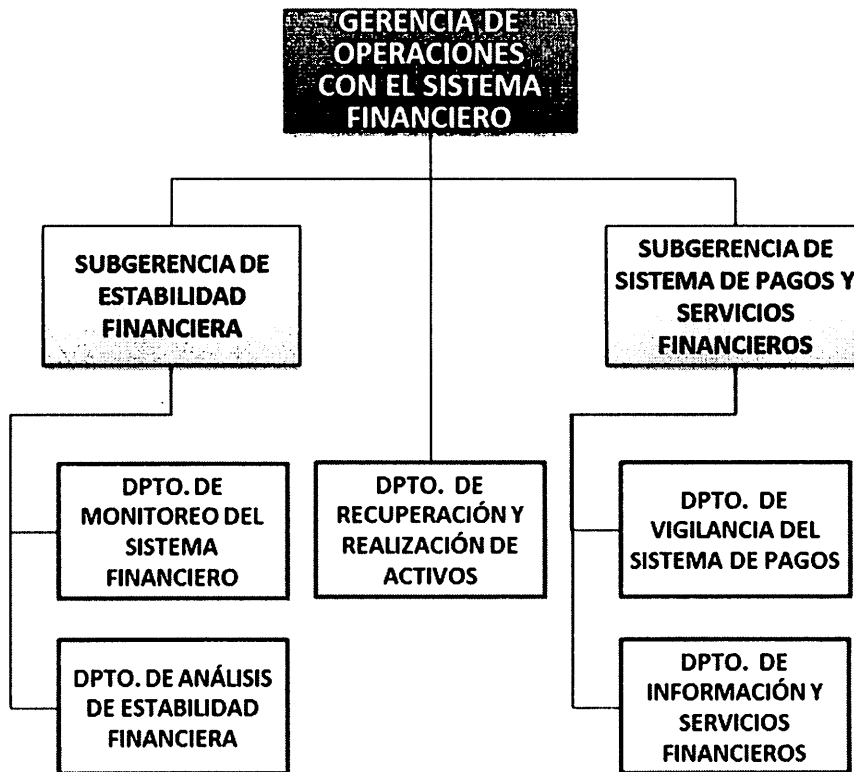 GERENCIA DE
OPERACIONES
CON EL SISTEMA
FINANCIERO
SUBGERENCIA DE
ESTABILIDAD
FINANCIERA
SUBGERENCIA DE
SISTEMA DE PAGOS Y
SERVICIOS
FINANCIEROS
DPTO. DE
MONITOREO DEL
SISTEMA
FINANCIERO
DPTO. DE
RECUPERACIÓN Y
REALIZACIÓN DE
ACTIVOS
DPTO. DE
VIGILANCIA DEL
SISTEMA DE PAGOS
DPTO. DE ANÁLISIS
DE ESTABILIDAD
FINANCIERA
DPTO. DE
INFORMACIÓN Y
SERVICIOS
FINANCIEROS